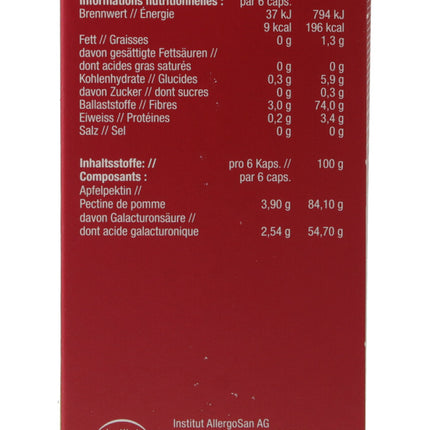 Informations nutritionnelles : par 6 caps.
Brennwert // Énergie 37 kJ 794 kJ
9 kcal 196 kcal
Fett // Graisses 0 g 1,3 g
davon gesättigte Fettsäuren //
dont acides gras saturés 0 g 0 g
Kohlenhydrate // Glucides 0,3 g 5,9 g
davon Zucker // dont sucres 0 g 0,3 g
Ballaststoffe // Fibres 3,0 g 74,0 g
Eiweiss // Protéines 0,2 g 3,4 g
Salz // Sel 0 g 0 g
Inhaltsstoffe: // pro 6 Kaps. // 100 g
Composants : par 6 caps.
Apfelpektin //
Pectine de pomme 3,90 g 84,10 g
davon Galacturonsäure //
dont acide galacturonique 2,54 g 54,70 g
Institut AllergoSan AG